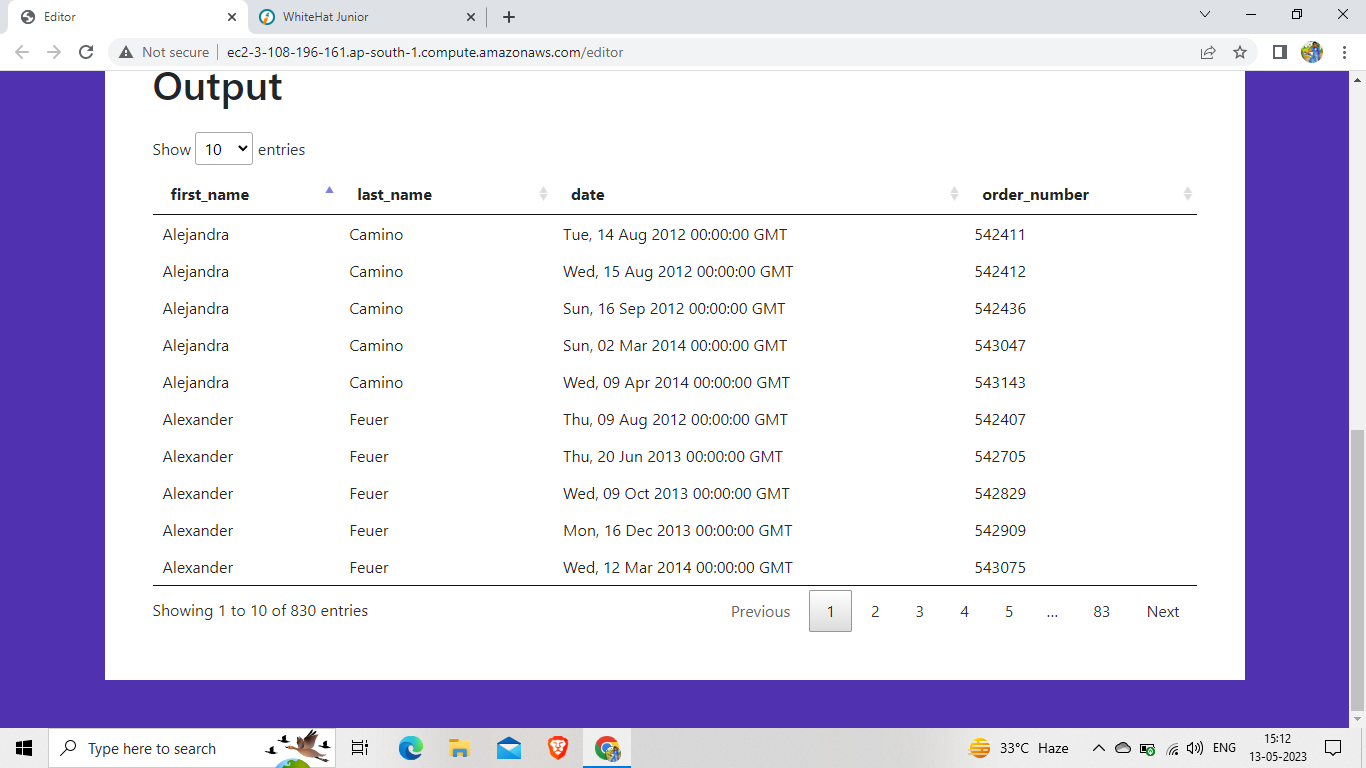 Editor
WhiteHat Junior
Not secure ec2-3-108-196-161.ap-south-1.compute.amazonaws.com/editor
Output
Show 10 entries
first_name last_name date order_number
Alejandra Camino Tue, 14 Aug 2012 00:00:00 GMT 542411
Alejandra Camino Wed, 15 Aug 2012 00:00:00 GMT 542412
Alejandra Camino Sun, 16 Sep 2012 00:00:00 GMT 542436
Alejandra Camino Sun, 02 Mar 2014 00:00:00 GMT 543047
Alejandra Camino Wed, 09 Apr 2014 00:00:00 GMT 543143
Alexander Feuer Thu, 09 Aug 2012 00:00:00 GMT 542407
Alexander Feuer Thu, 20 Jun 2013 00:00:00 GMT 542705
Alexander Feuer Wed, 09 Oct 2013 00:00:00 GMT 542829
Alexander Feuer Mon, 16 Dec 2013 00:00:00 GMT 542909
Alexander Feuer Wed, 12 Mar 2014 00:00:00 GMT 543075
Showing 1 to 10 of 830 entries Previous 1 2 3 4 5 … 83 Next
Type here to search
33°C Haze
ENG
15:12
13-05-2023